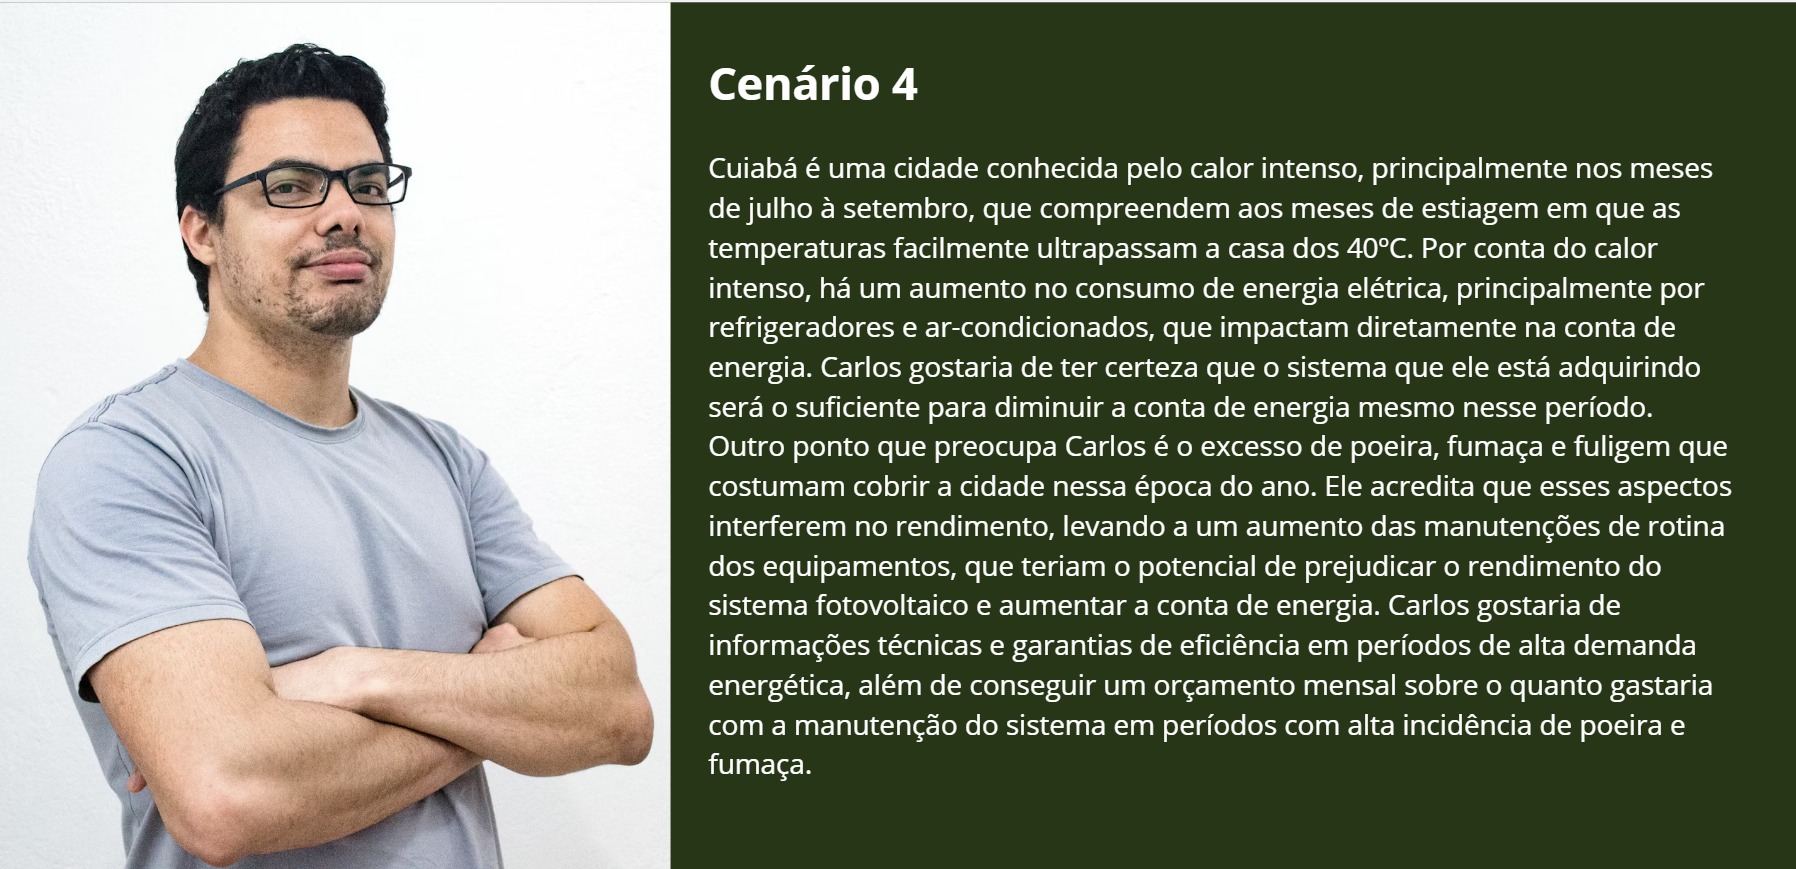 Cenário 4
Cuiabá é uma cidade conhecida pelo calor intenso, principalmente nos meses
de julho à setembro, que compreendem aos meses de estiagem em que as
temperaturas facilmente ultrapassam a casa dos 40ºC. Por conta do calor
intenso, há um aumento no consumo de energia elétrica, principalmente por
refrigeradores e ar-condicionados, que impactam diretamente na conta de
energia. Carlos gostaria de ter certeza que o sistema que ele está adquirindo
será o suficiente para diminuir a conta de energia mesmo nesse período.
Outro ponto que preocupa Carlos é o excesso de poeira, fumaça e fuligem que
costumam cobrir a cidade nessa época do ano. Ele acredita que esses aspectos
interferem no rendimento, levando a um aumento das manutenções de rotina
dos equipamentos, que teriam o potencial de prejudicar o rendimento do
sistema fotovoltaico e aumentar a conta de energia. Carlos gostaria de
informações técnicas e garantias de eficiência em períodos de alta demanda
energética, além de conseguir um orçamento mensal sobre o quanto gastaria
com a manutenção do sistema em períodos com alta incidência de poeira e
fumaça.